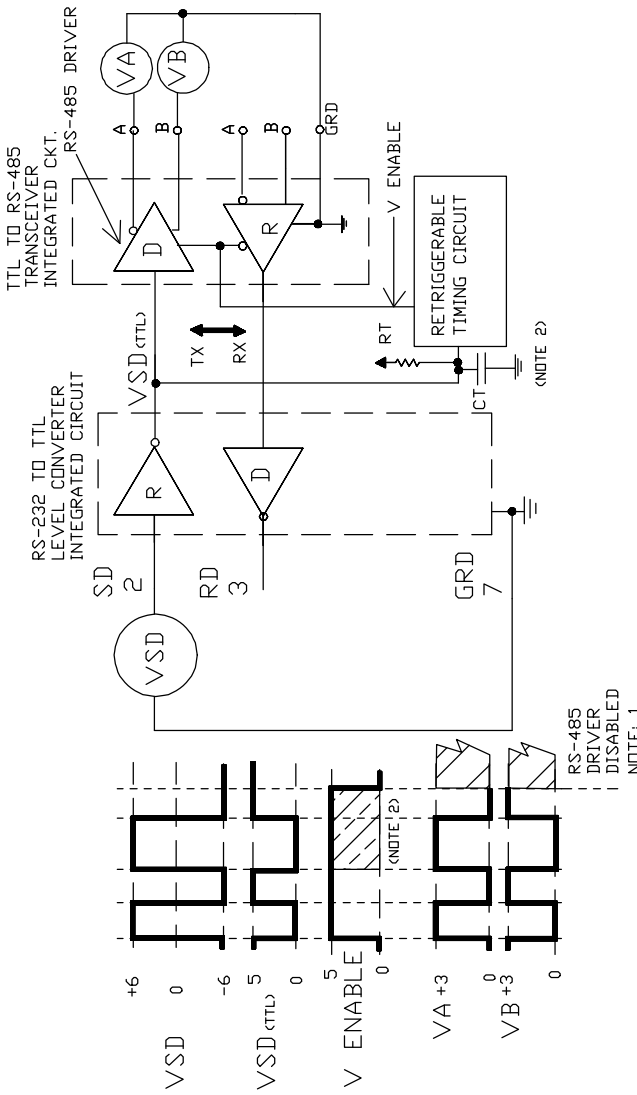 TTL TO RS-485
TRANSCEIVER
INTEGRATED CKT.
RS-485 DRIVER
VA
VB
A
B
A
B
GRD
D
R
V ENABLE
RETRIGGERABLE
TIMING CIRCUIT
VSD(TTL)
TX
RX
RT
CT
(NOTE 2)
RS-232 TO TTL
LEVEL CONVERTER
INTEGRATED CIRCUIT
R
D
SD
2
RD
3
GRD
7
VSD
RS-485
DRIVER
DISABLED
NOTE: 1
VSD
+6
0
-6
VSD(TTL)
5
0
V ENABLE
5
0
(NOTE 2)
VA
+3
0
VB
+3
0